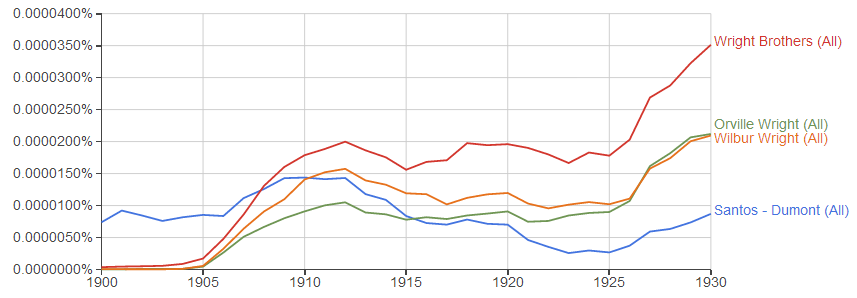 0.0000400%
0.0000350%
0.0000300%
0.0000250%
0.0000200%
0.0000150%
0.0000100%
0.0000050%
0.0000000%
1900 1905 1910 1915 1920 1925 1930
Wright Brothers (All)
Orville Wright (All)
Wilbur Wright (All)
Santos - Dumont (All)